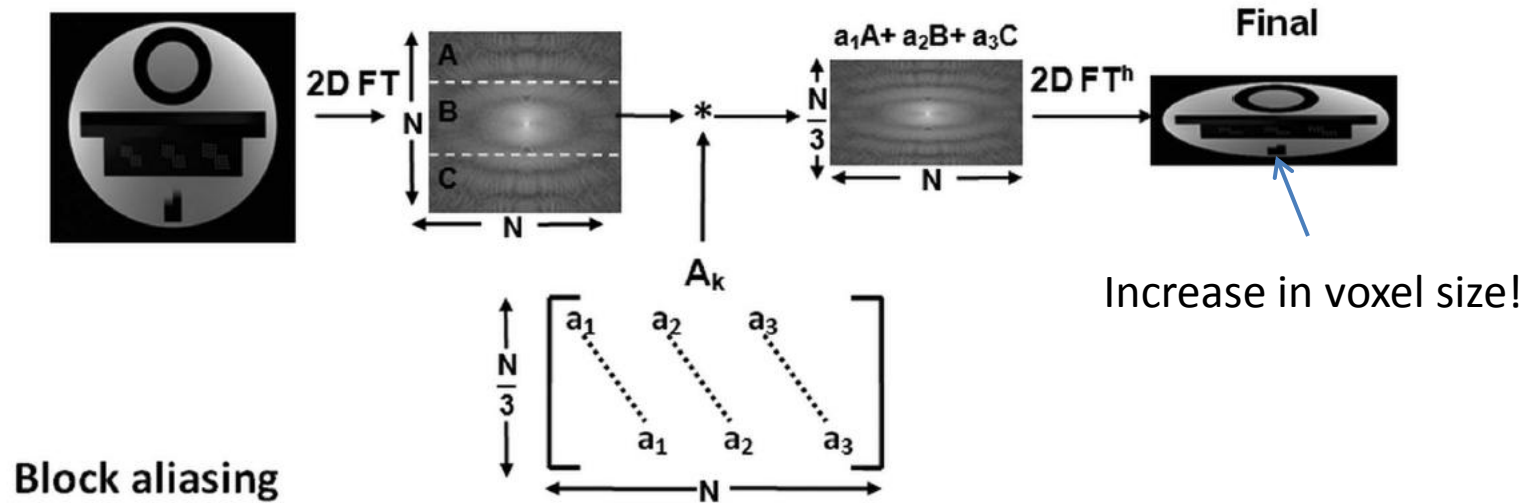 Final
a₁A+ a₂B+ a₃C
2D FT
N
A
B
C
N
*
N
3
N
2D FTʰ
Increase in voxel size!
Aₖ
N
3
a₁ a₂ a₃
a₁ a₂ a₃
N
Block aliasing